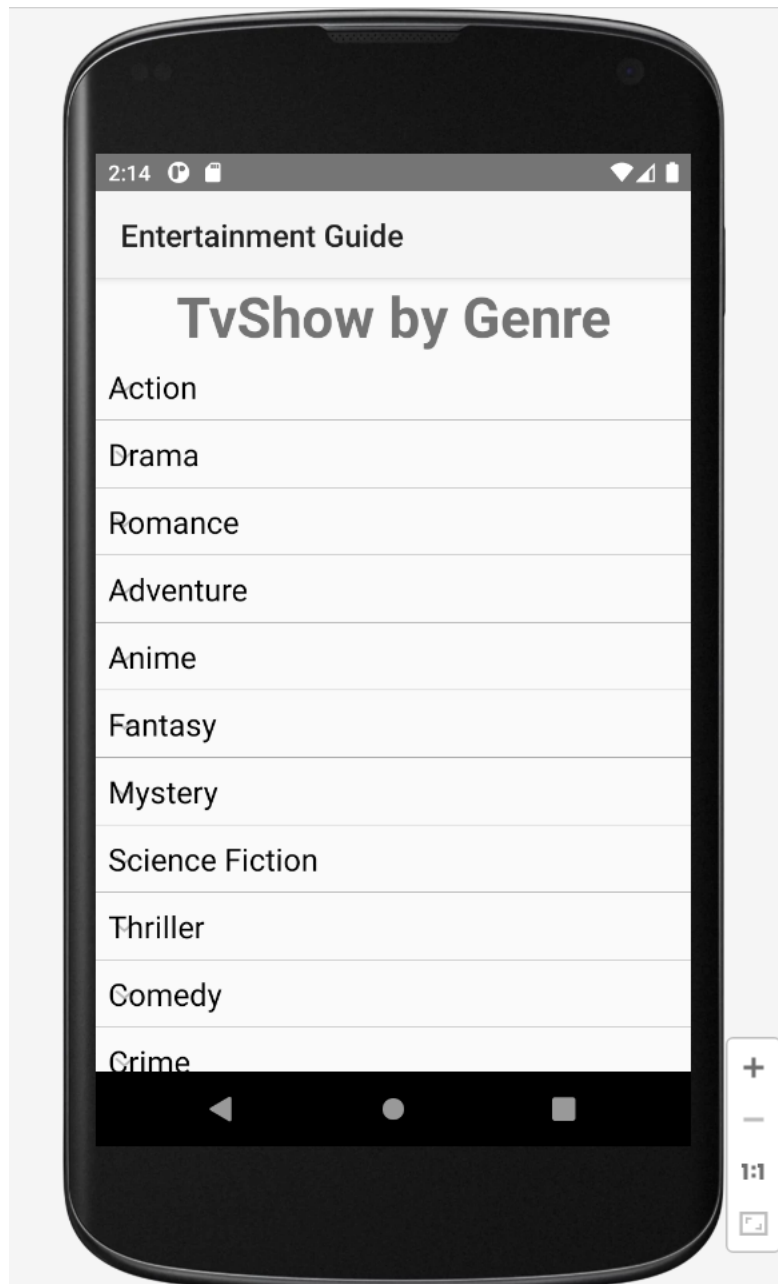 2:14
Entertainment Guide
TvShow by Genre
Action
Drama
Romance
Adventure
Anime
Fantasy
Mystery
Science Fiction
Thriller
Comedy
Crime
1:1